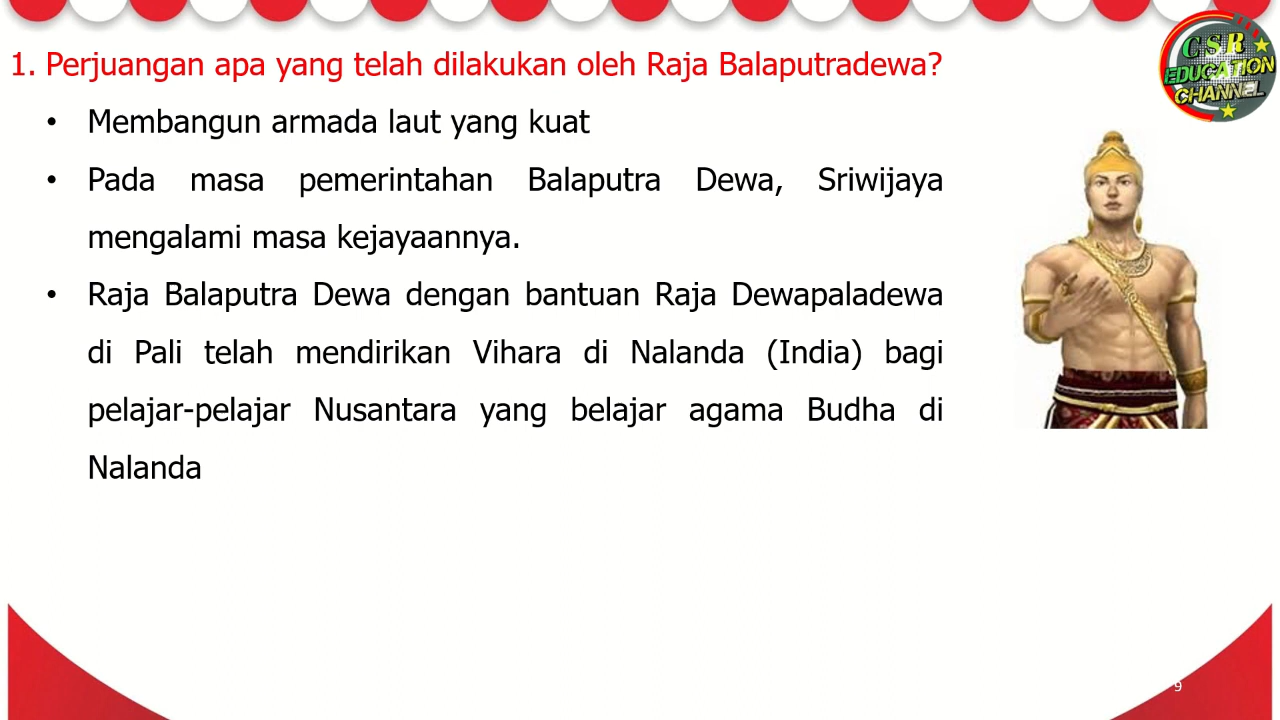 1. Perjuangan apa yang telah dilakukan oleh Raja Balaputradewa?
• Membangun armada laut yang kuat
• Pada masa pemerintahan Balaputra Dewa, Sriwijaya
mengalami masa kejayaannya.
• Raja Balaputra Dewa dengan bantuan Raja Dewapaladewa
di Pali telah mendirikan Vihara di Nalanda (India) bagi
pelajar-pelajar Nusantara yang belajar agama Budha di
Nalanda
C S R
EDUCATION
CHANNEL
9